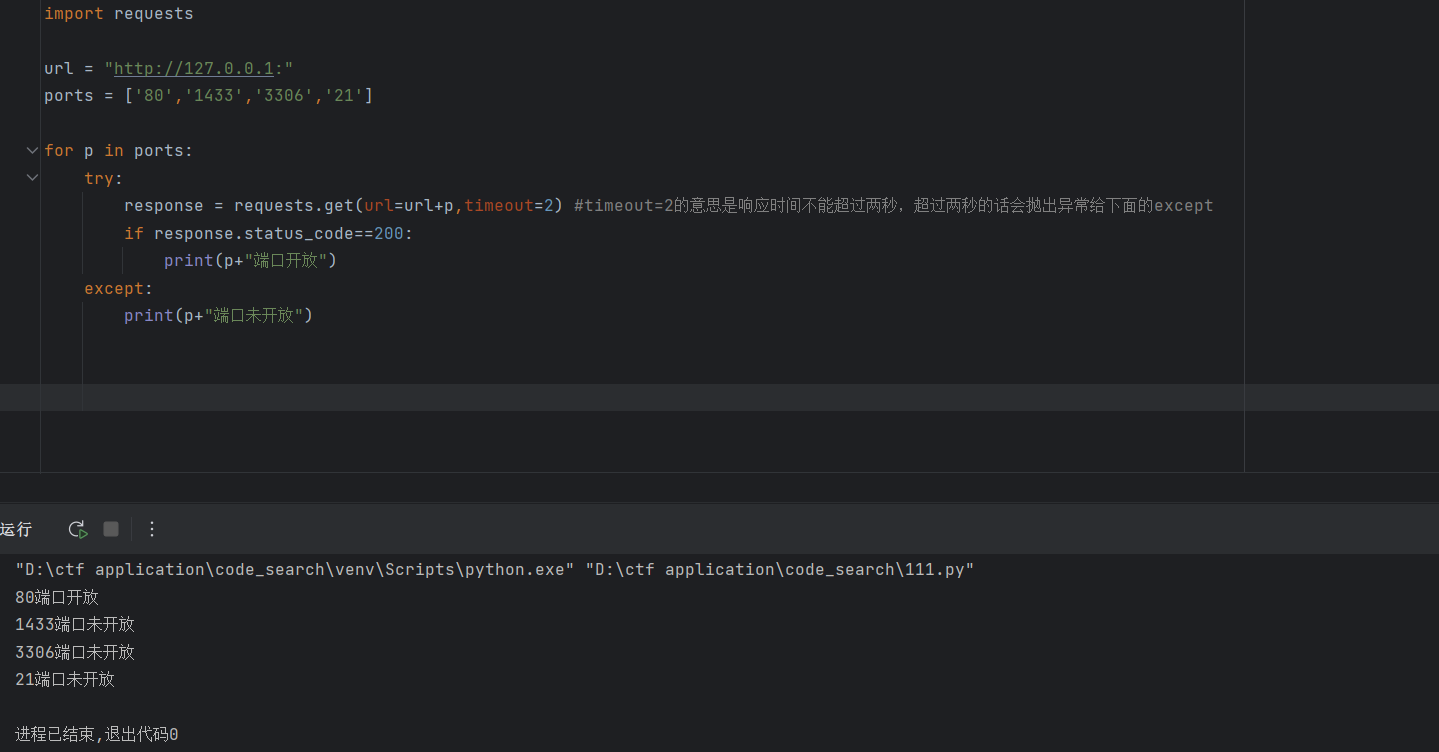 import requests
url = "http://127.0.0.1:"
ports = ['80','1433','3306','21']
for p in ports:
try:
response = requests.get(url=url+p,timeout=2) #timeout=2的意思是响应时间不能超过两秒，超过两秒的话会抛出异常给下面的except
if response.status_code==200:
print(p+"端口开放")
except:
print(p+"端口未开放")
运行
"D:\ctf application\code_search\venv\Scripts\python.exe" "D:\ctf application\code_search\111.py"
80端口开放
1433端口未开放
3306端口未开放
21端口未开放
进程已结束,退出代码0